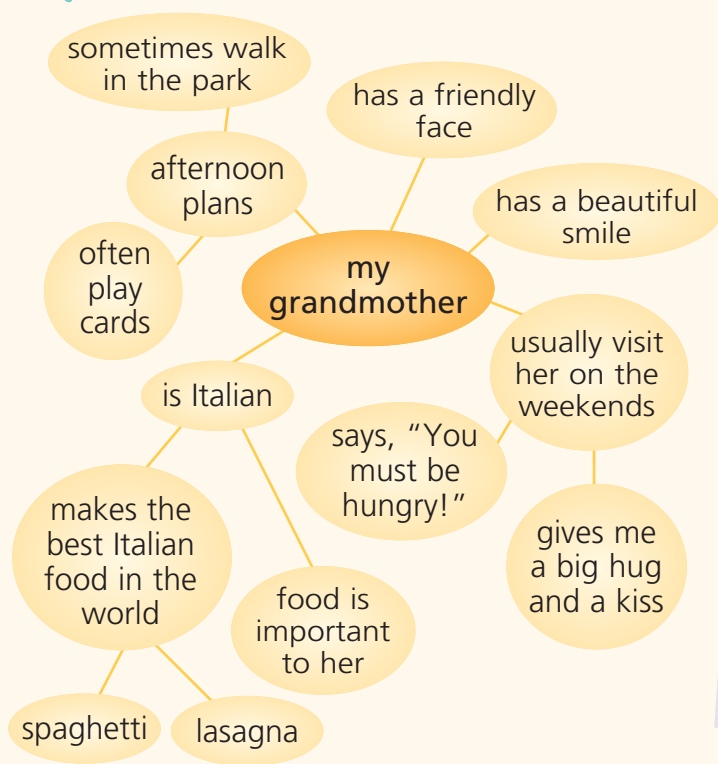 sometimes walk
in the park
has a friendly
face
afternoon
plans
has a beautiful
smile
often
play
cards
my
grandmother
usually visit
her on the
weekends
is Italian
says, “You
must be
hungry!”
makes the
best Italian
food in the
world
gives me
a big hug
and a kiss
food is
important
to her
spaghetti
lasagna